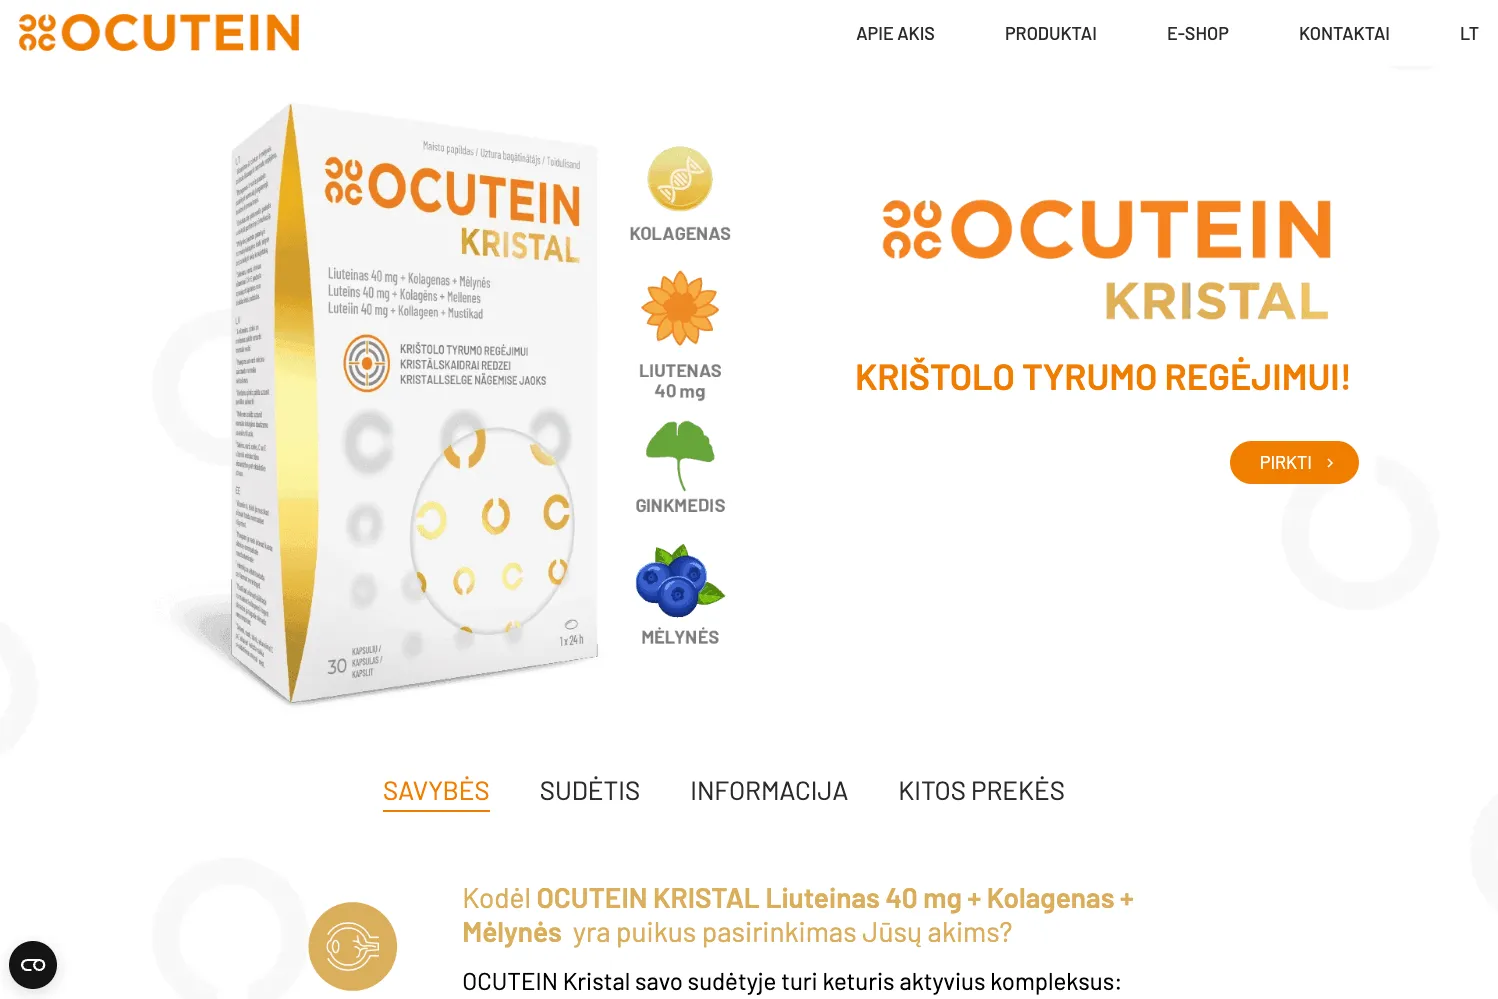 OCUTEIN
APIE AKIS
PRODUKTAI
E-SHOP
KONTAKTAI
LT
Maisto papildas / Uztura bagātinātājs / Toidulisand
OCUTEIN
KRISTAL
Liuteinas 40 mg + Kolagenas + Mėlynės
Luteīns 40 mg + Kolagēns + Mellenes
Luteiin 40 mg + Kollageen + Mustikad
KRIŠTOLO TYRUMO REGĖJIMUI
KRISTĀLSKAIDRAI REDZEI
KRISTALLSELGE NÄGEMISE JAOKS
30
KAPSULIŲ /
KAPSULAS /
KAPSLIT
1 x 24 h
KOLAGENAS
LIUTENAS
40 mg
GINKMEDIS
MĖLYNĖS
OCUTEIN
KRISTAL
KRIŠTOLO TYRUMO REGĖJIMUI!
PIRKTI
SAVYBĖS
SUDĖTIS
INFORMACIJA
KITOS PREKĖS
Kodėl OCUTEIN KRISTAL Liuteinas 40 mg + Kolagenas +
Mėlynės yra puikus pasirinkimas Jūsų akims?
OCUTEIN Kristal savo sudėtyje turi keturis aktyvius kompleksus: